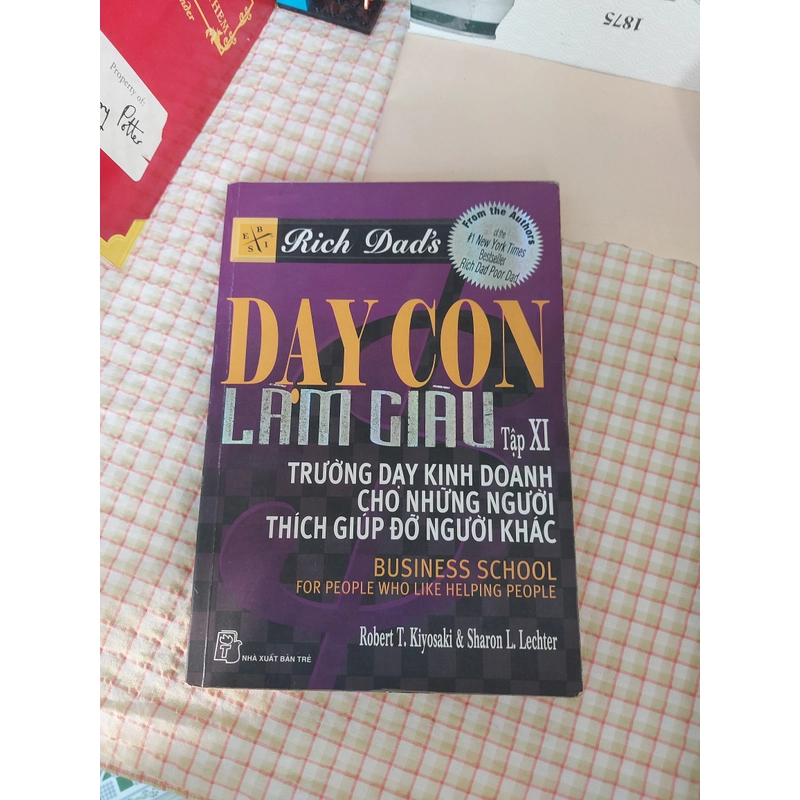 HEM
Property of:
Potter
1875
E B S I
Rich Dad's
From the Authors
of the
#1 New York Times
Bestseller
Rich Dad Poor Dad
DẠY CON
LÀM GIÀU
Tập XI
TRƯỜNG DẠY KINH DOANH
CHO NHỮNG NGƯỜI
THÍCH GIÚP ĐỠ NGƯỜI KHÁC
BUSINESS SCHOOL
FOR PEOPLE WHO LIKE HELPING PEOPLE
Robert T. Kiyosaki & Sharon L. Lechter
NHÀ XUẤT BẢN TRẺ